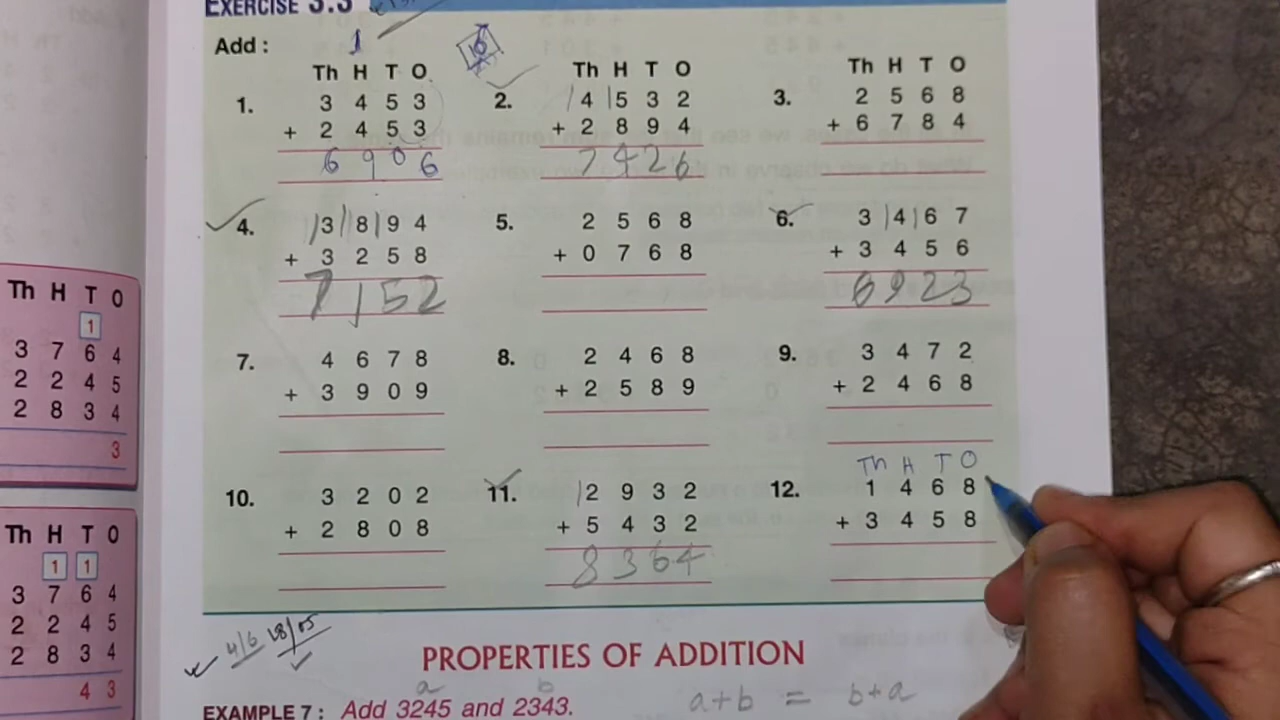 EXERCISE 3.3
Add :
1
Th H T O
Th H T O
Th H T O
1. 3 4 5 3
+ 2 4 5 3
6 9 0 6
2. 4 5 3 2
+ 2 8 9 4
7 4 2 6
3. 2 5 6 8
+ 6 7 8 4
4. 3 8 9 4
+ 3 2 5 8
7 1 5 2
5. 2 5 6 8
+ 0 7 6 8
6. 3 4 6 7
+ 3 4 5 6
6 9 2 3
7. 4 6 7 8
+ 3 9 0 9
8. 2 4 6 8
+ 2 5 8 9
9. 3 4 7 2
+ 2 4 6 8
10. 3 2 0 2
+ 2 8 0 8
11. 2 9 3 2
+ 5 4 3 2
8 3 6 4
Th H T O
12. 1 4 6 8
+ 3 4 5 8
Th H T O
1
3 7 6 4
2 2 4 5
2 8 3 4
3
Th H T O
1 1
3 7 6 4
2 2 4 5
2 8 3 4
4 3
4/6 18/05
PROPERTIES OF ADDITION
a b
EXAMPLE 7 : Add 3245 and 2343.
a+b = b+a